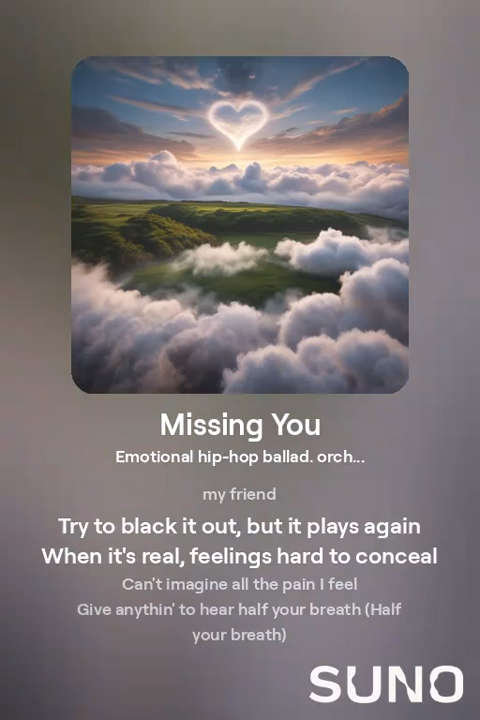 Missing You
Emotional hip-hop ballad. orch...
my friend
Try to black it out, but it plays again
When it's real, feelings hard to conceal
Can't imagine all the pain I feel
Give anythin' to hear half your breath (Half
your breath)
SUNO